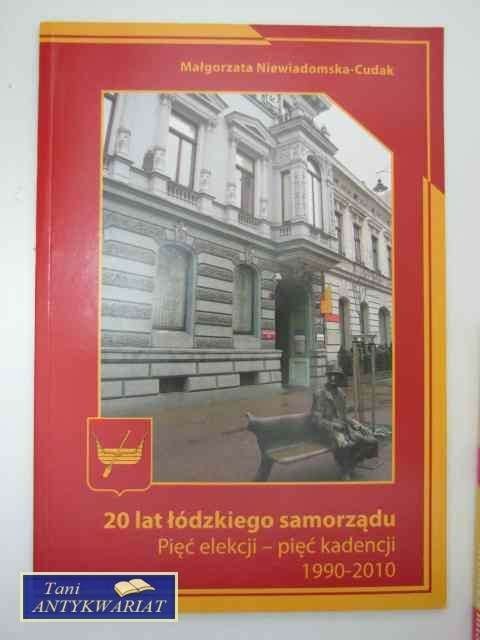 Małgorzata Niewiadomska-Cudak
20 lat łódzkiego samorządu
Pięć elekcji – pięć kadencji
1990-2010
Tani
ANTYKWARIAT